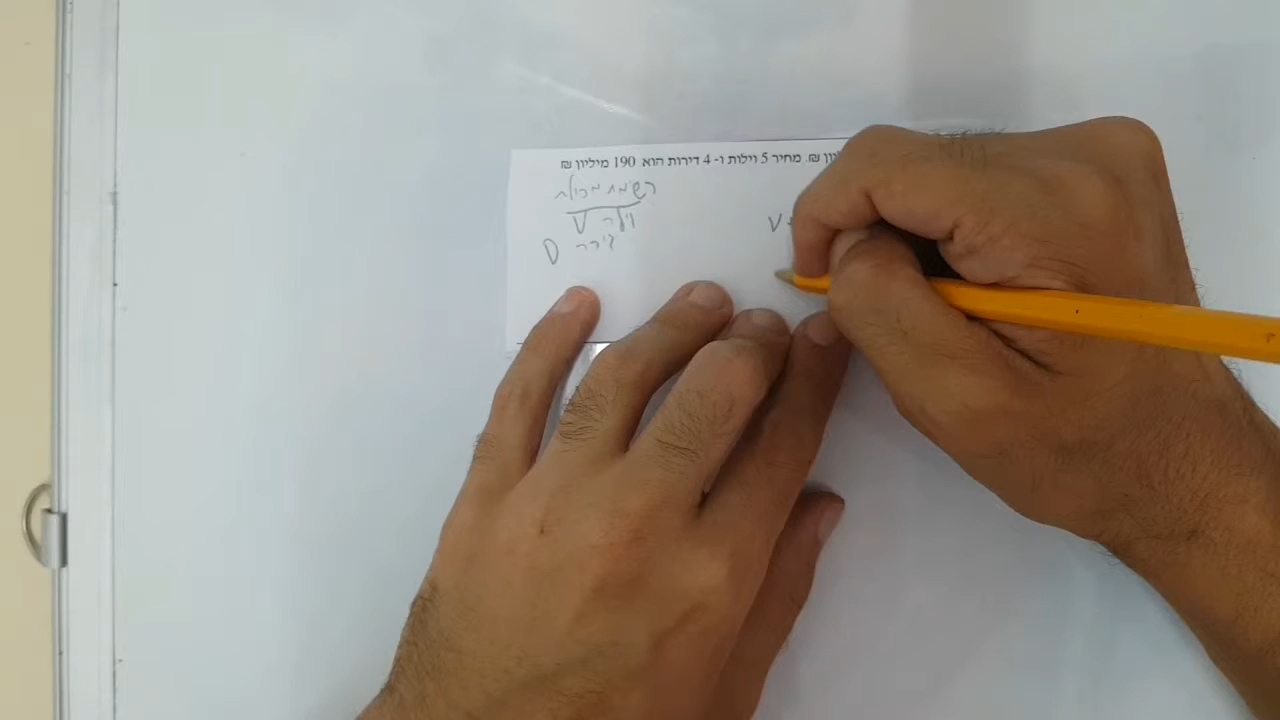 ₪. מחיר 5 וילות ו- 4 דירות הוא 190 מיליון ₪
רשימת מכולת
וילה V
דירה D
V +